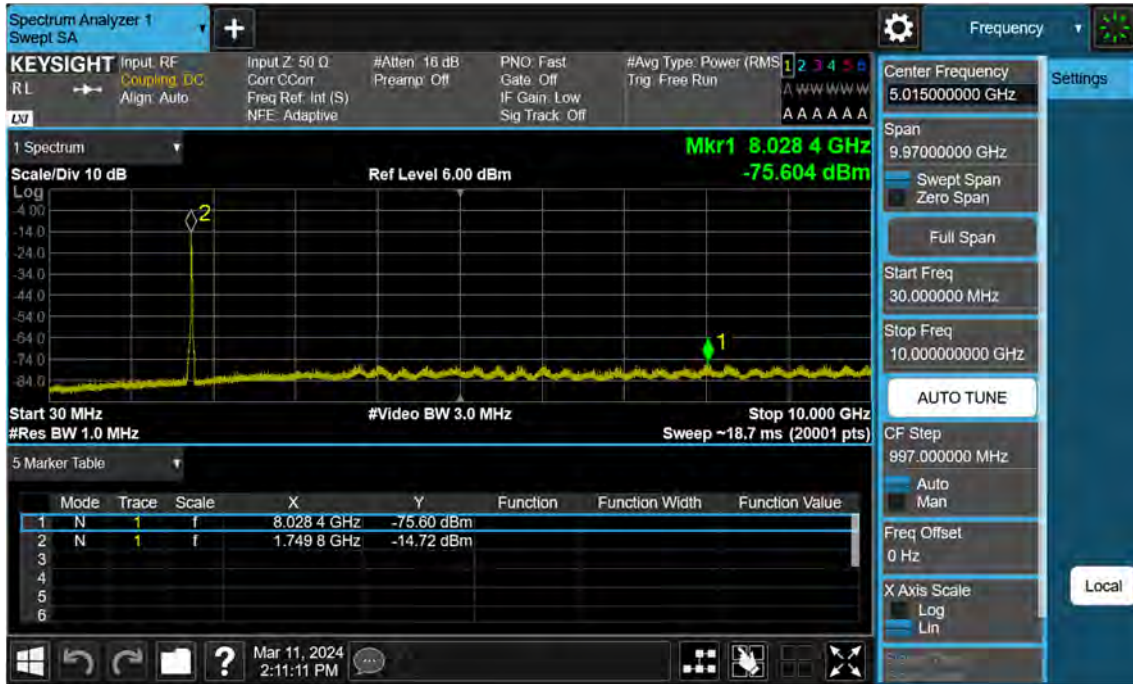 Spectrum Analyzer 1
Swept SA
+
Frequency
KEYSIGHT
RL
LXI
Input: RF
Coupling: DC
Align: Auto
Input Z: 50 Ω
Corr CCorr
Freq Ref: Int (S)
NFE: Adaptive
#Atten: 16 dB
Preamp: Off
PNO: Fast
Gate: Off
IF Gain: Low
Sig Track: Off
#Avg Type: Power (RMS
Trig: Free Run
1 2 3 4 5 6
A W W W W W
A A A A A A
1 Spectrum
Scale/Div 10 dB
Ref Level 6.00 dBm
Mkr1 8.028 4 GHz
-75.604 dBm
Log
-4.00
-14.0
-24.0
-34.0
-44.0
-54.0
-64.0
-74.0
-84.0
2
1
Start 30 MHz
#Video BW 3.0 MHz
Stop 10.000 GHz
#Res BW 1.0 MHz
Sweep ~18.7 ms (20001 pts)
5 Marker Table
Mode Trace Scale X Y Function Function Width Function Value
1 N 1 f 8.028 4 GHz -75.60 dBm
2 N 1 f 1.749 8 GHz -14.72 dBm
3
4
5
6
?
Mar 11, 2024
2:11:11 PM
Center Frequency
5.015000000 GHz
Span
9.97000000 GHz
Swept Span
Zero Span
Full Span
Start Freq
30.000000 MHz
Stop Freq
10.000000000 GHz
AUTO TUNE
CF Step
997.000000 MHz
Auto
Man
Freq Offset
0 Hz
X Axis Scale
Log
Lin
Settings
Local